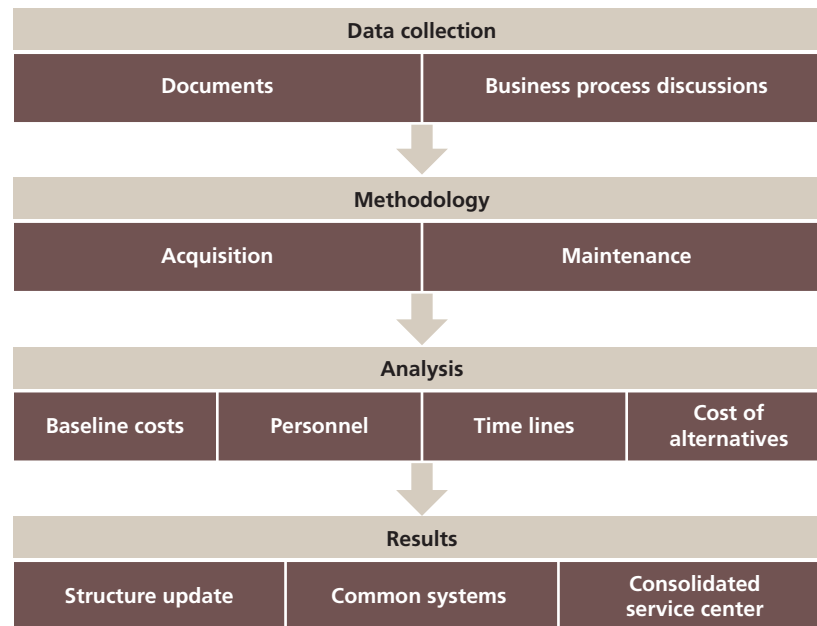 Data collection
Documents
Business process discussions
Methodology
Acquisition
Maintenance
Analysis
Baseline costs
Personnel
Time lines
Cost of
alternatives
Results
Structure update
Common systems
Consolidated
service center